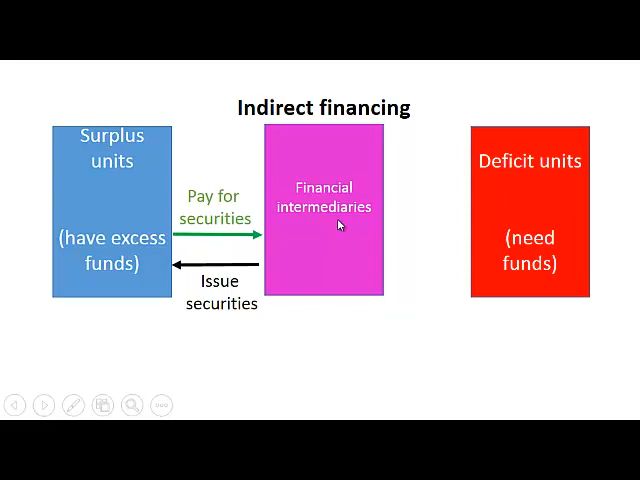 Indirect financing
Surplus
units
(have excess
funds)
Pay for
securities
Issue
securities
Financial
intermediaries
Deficit units
(need
funds)